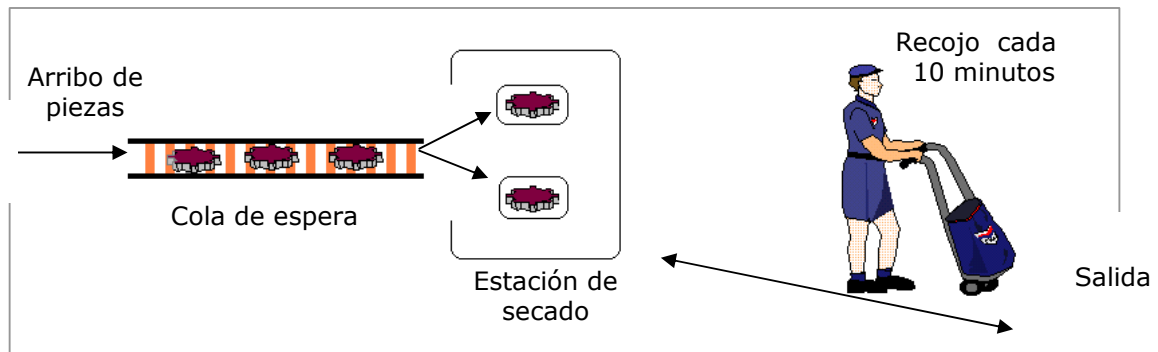 Arribo de
piezas
Cola de espera
Estación de
secado
Recojo cada
10 minutos
Salida